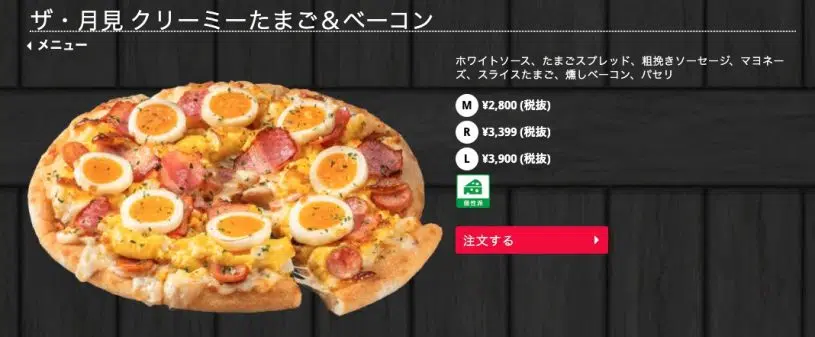 ザ・月見 クリーミーたまご＆ベーコン
メニュー
ホワイトソース、たまごスプレッド、粗挽きソーセージ、マヨネー
ズ、スライスたまご、燻しベーコン、パセリ
M ¥2,800 (税抜)
R ¥3,399 (税抜)
L ¥3,900 (税抜)
個性派
注文する